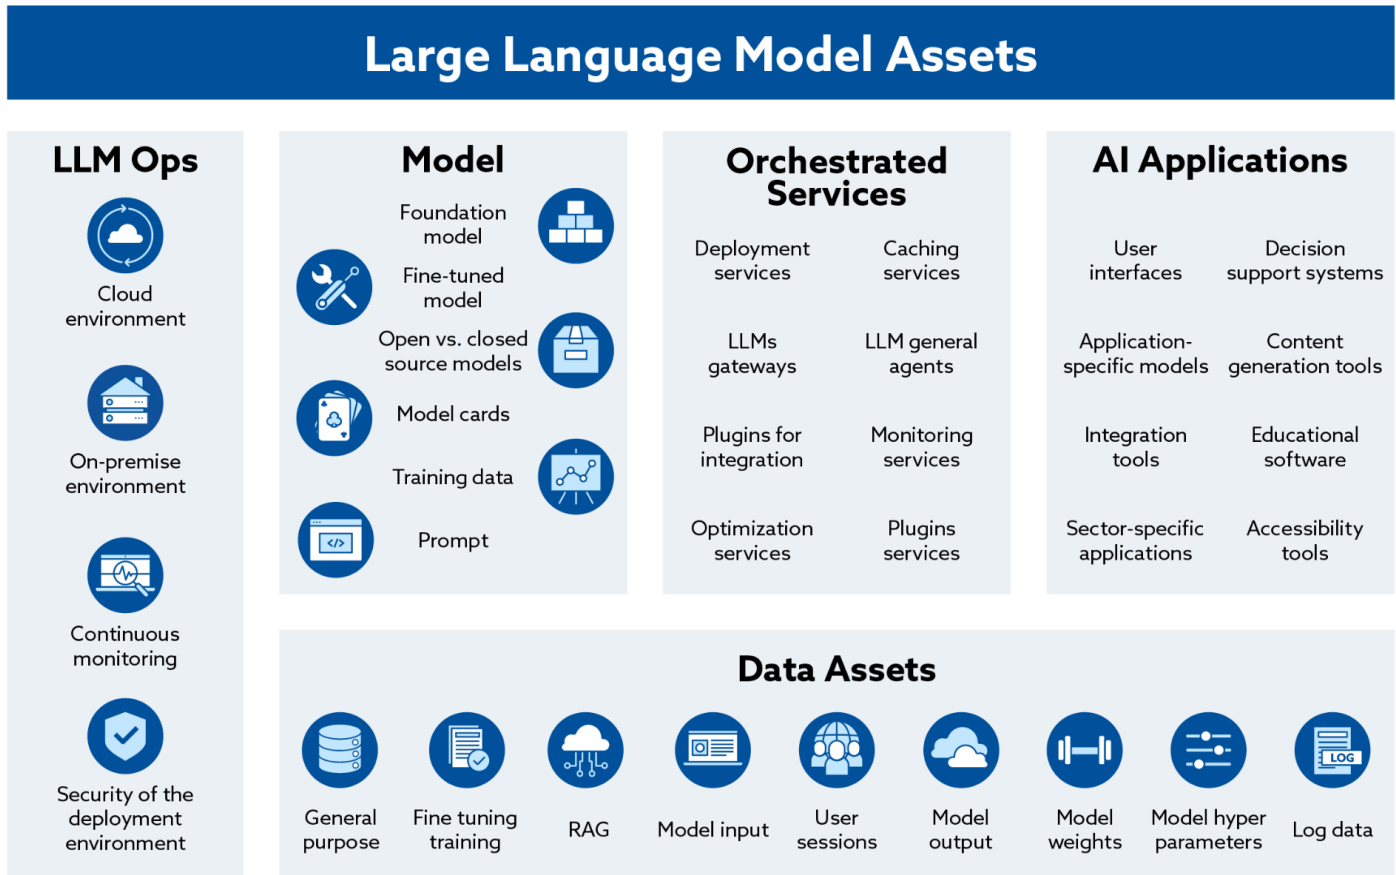 Large Language Model Assets
LLM Ops
Cloud
environment
On-premise
environment
Continuous
monitoring
Security of the
deployment
environment
Model
Foundation
model
Fine-tuned
model
Open vs. closed
source models
Model cards
Training data
</>
Prompt
Orchestrated
Services
Deployment
services
Caching
services
LLMs
gateways
LLM general
agents
Plugins for
integration
Monitoring
services
Optimization
services
Plugins
services
AI Applications
User
interfaces
Decision
support systems
Application-
specific models
Content
generation tools
Integration
tools
Educational
software
Sector-specific
applications
Accessibility
tools
Data Assets
General
purpose
Fine tuning
training
RAG
Model input
User
sessions
Model
output
Model
weights
Model hyper
parameters
LOG
Log data